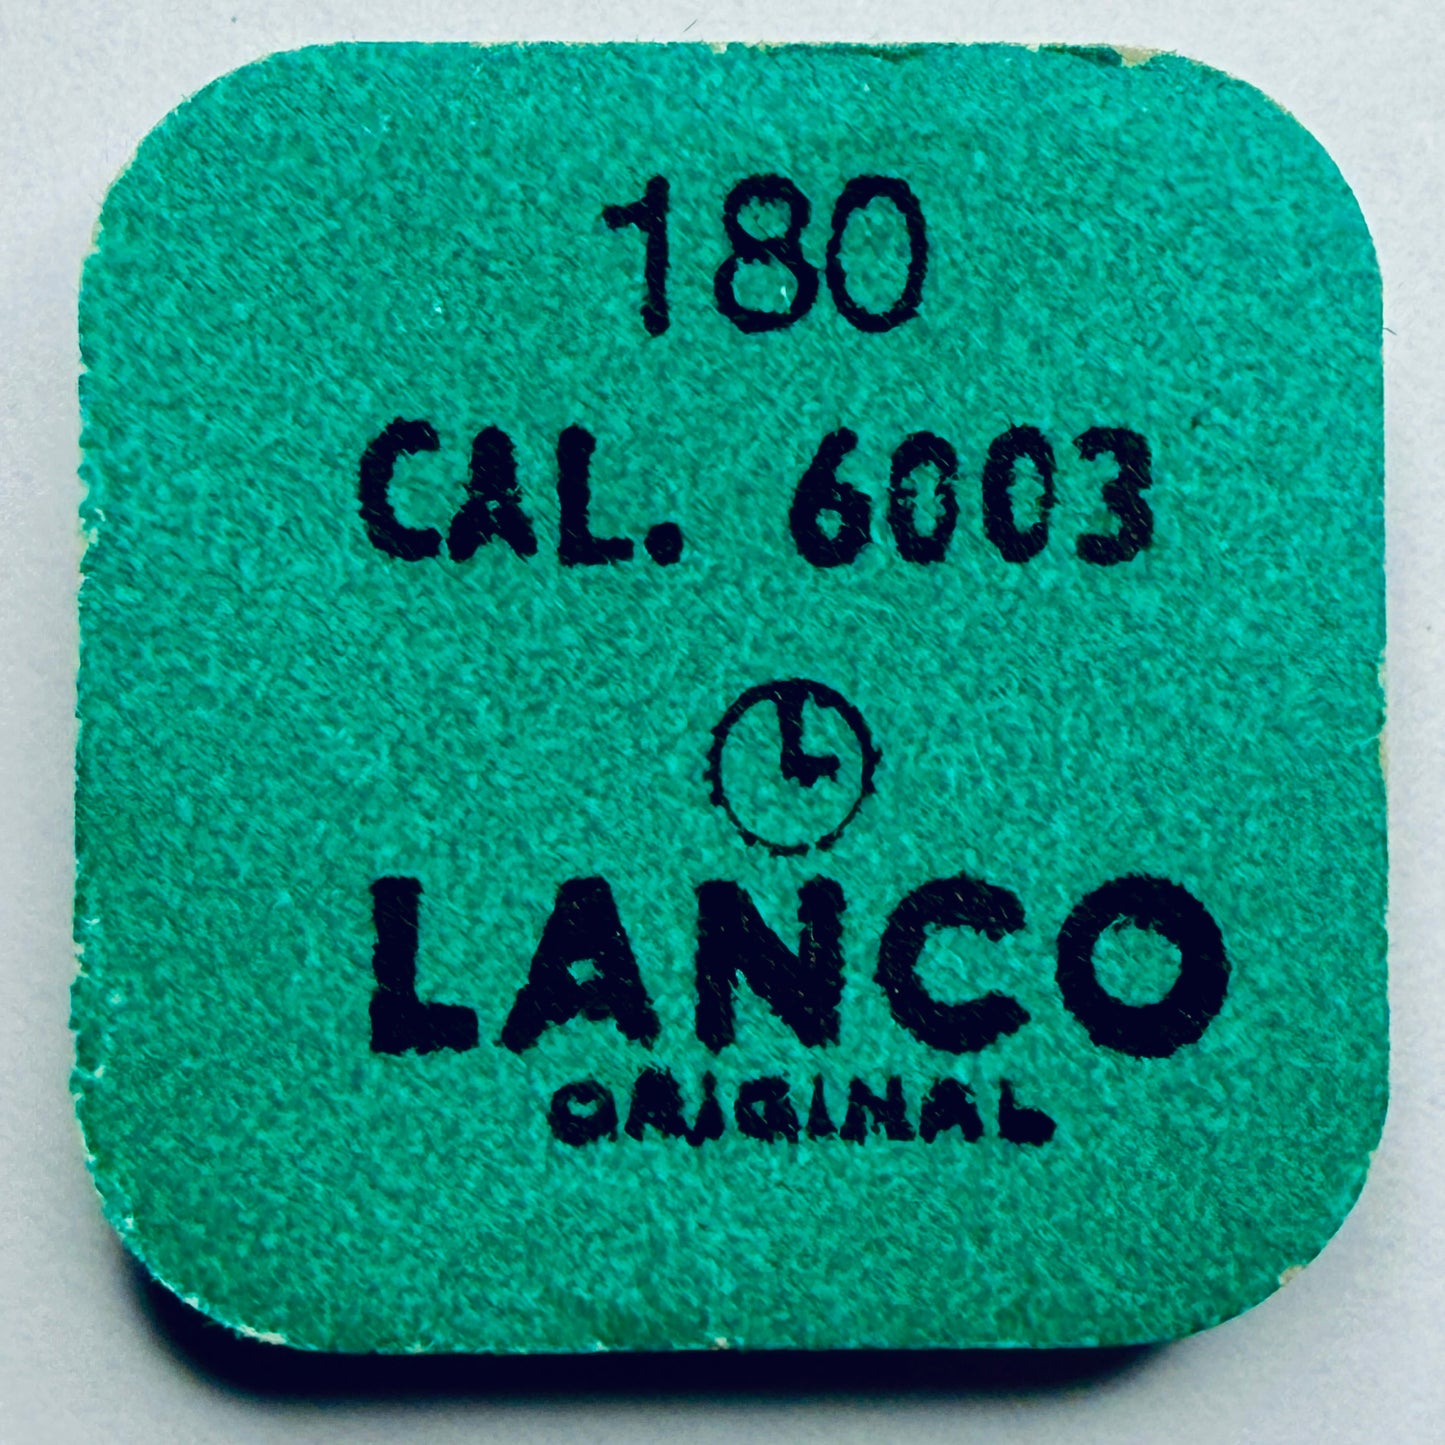 180
CAL. 6003
LANCO
ORIGINAL